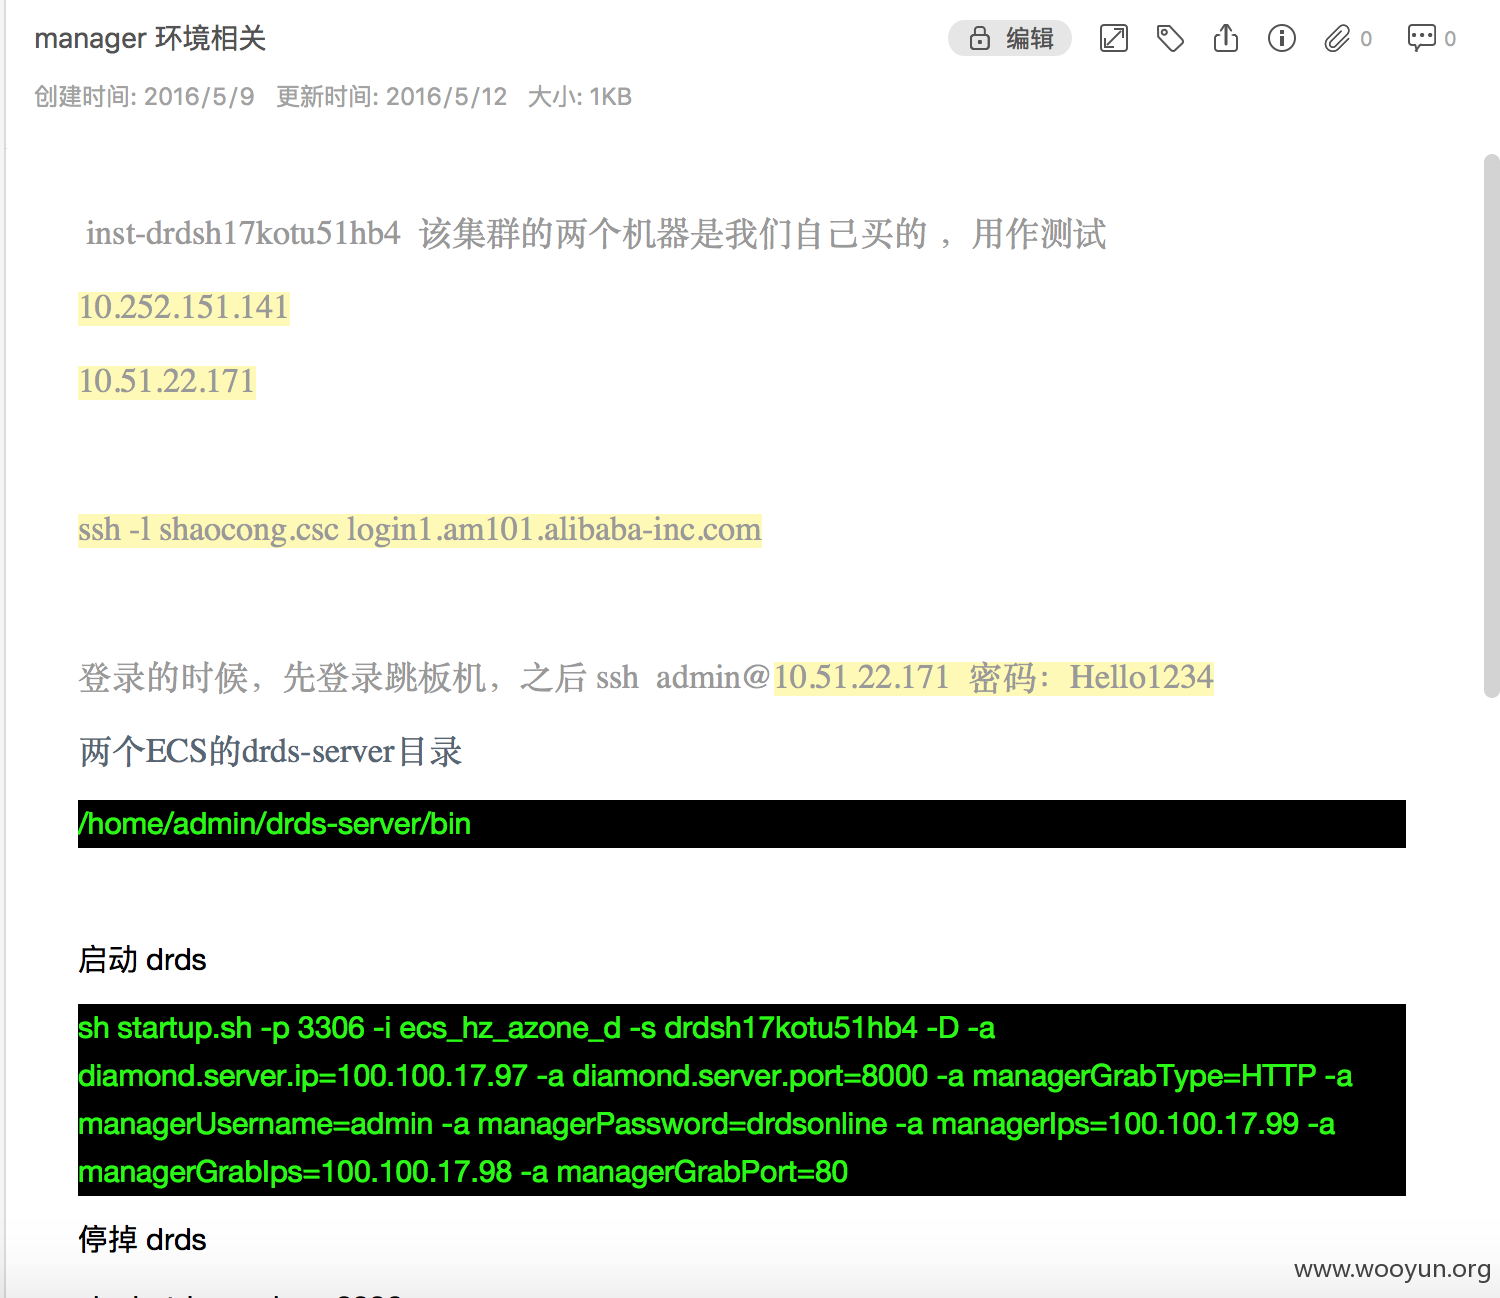 manager 环境相关
编辑
0
0
创建时间: 2016/5/9 更新时间: 2016/5/12 大小: 1KB
inst-drdsh17kotu51hb4 该集群的两个机器是我们自己买的 ，用作测试
10.252.151.141
10.51.22.171
ssh -l shaocong.csc login1.am101.alibaba-inc.com
登录的时候，先登录跳板机，之后 ssh admin@10.51.22.171 密码：Hello1234
两个ECS的drds-server目录
/home/admin/drds-server/bin
启动 drds
sh startup.sh -p 3306 -i ecs_hz_azone_d -s drdsh17kotu51hb4 -D -a
diamond.server.ip=100.100.17.97 -a diamond.server.port=8000 -a managerGrabType=HTTP -a
managerUsername=admin -a managerPassword=drdsonline -a managerIps=100.100.17.99 -a
managerGrabIps=100.100.17.98 -a managerGrabPort=80
停掉 drds
www.wooyun.org